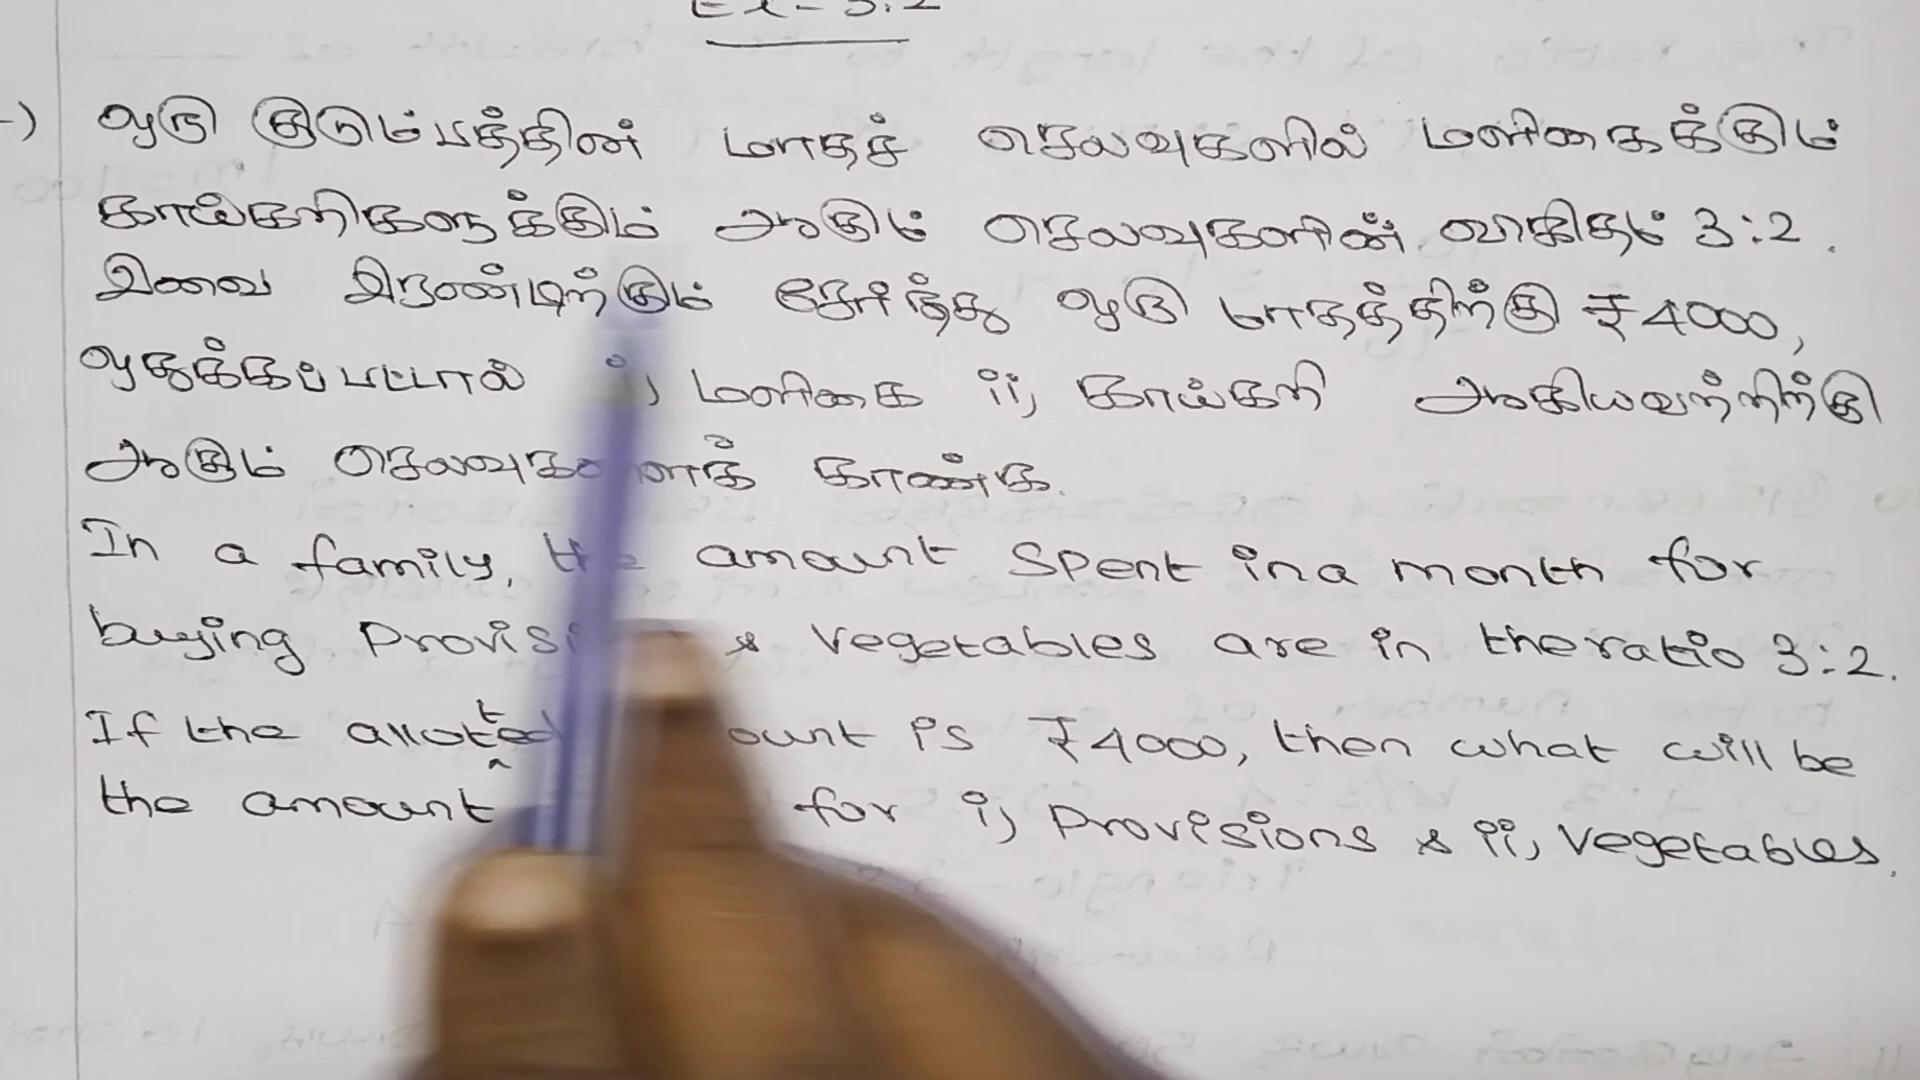 Ex - 3.2
ஒரு குடும்பத்தின் மாதச் செலவுகளில் மளிகைக்கும்
காய்கறிகளுக்கும் ஆகும் செலவுகளின் வாகிதம் 3:2.
இவை இரண்டிற்கும் சேர்த்து ஒரு மாதத்திற்கு ₹4000,
ஒதுக்கப்பட்டால் i, மளிகை ii, காய்கறி ஆகியவற்றிற்கு
ஆகும் காண்க.
In a family, the amount Spent in a month for
buying & vegetables are in the ratio 3:2.
If the allotted is ₹4000, then what will be
the amount for i, Provisions & ii, vegetables.